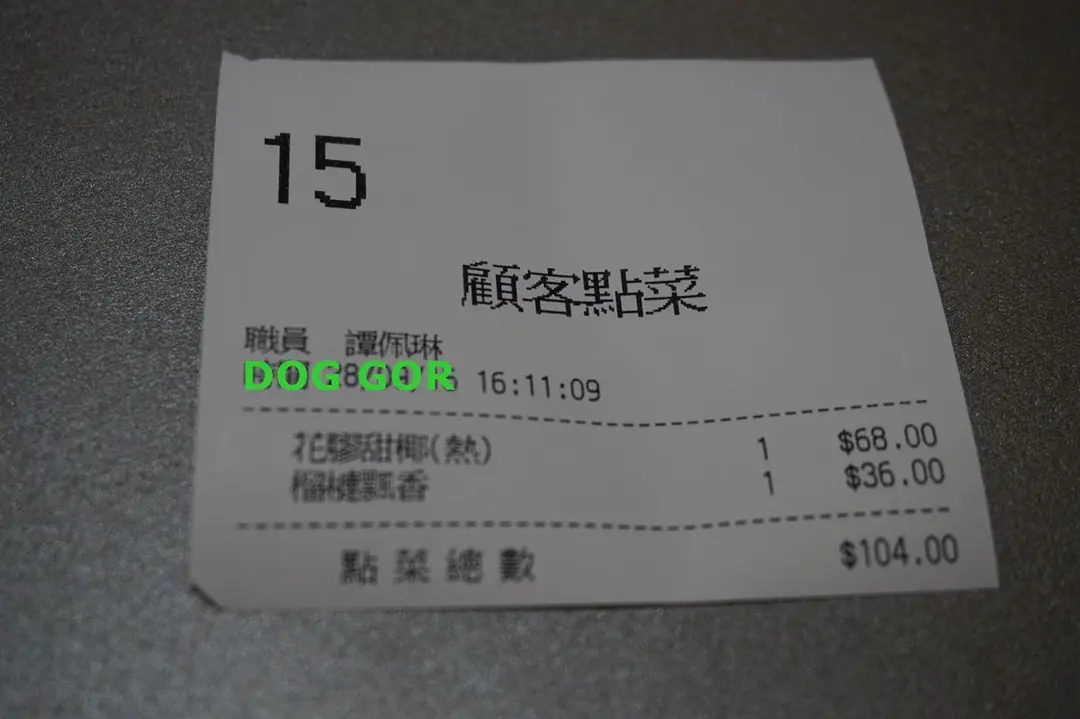 15
顧客點菜
職員 譚佩琳
DOG GOR 16:11:09
花膠甜椰(熱) 1 $68.00
榴槤飄香 1 $36.00
點菜總數 $104.00